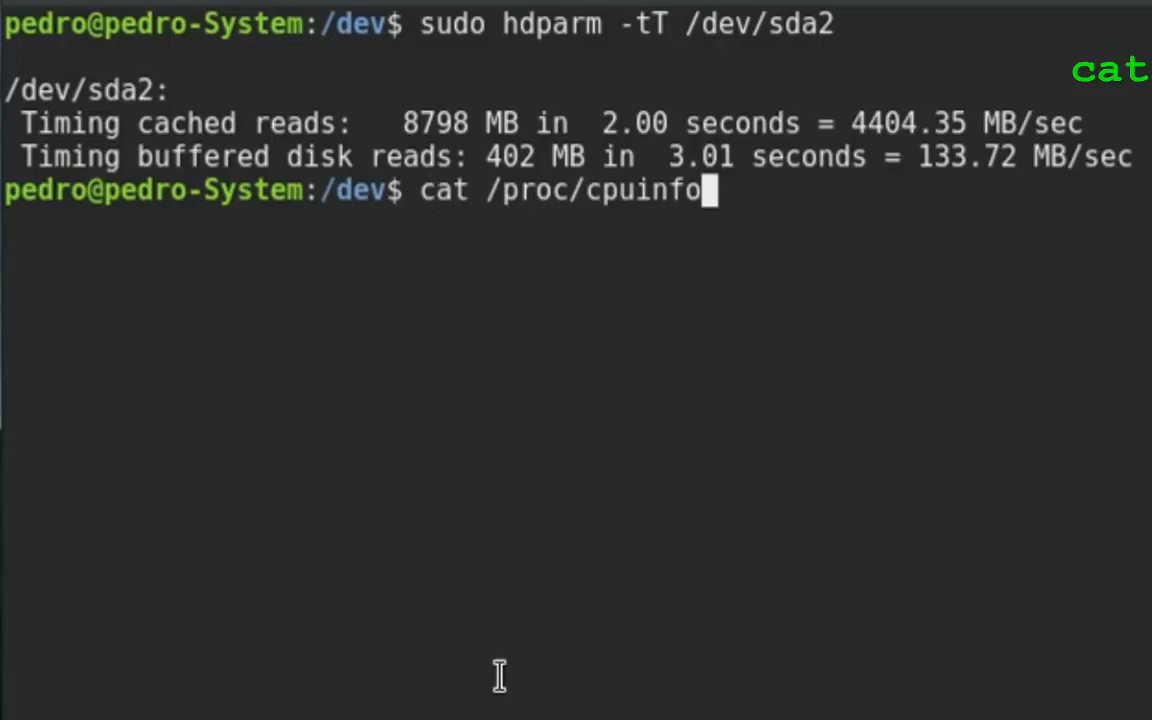 pedro@pedro-System:/dev$ sudo hdparm -tT /dev/sda2
cat
/dev/sda2:
 Timing cached reads:   8798 MB in  2.00 seconds = 4404.35 MB/sec
 Timing buffered disk reads: 402 MB in  3.01 seconds = 133.72 MB/sec
pedro@pedro-System:/dev$ cat /proc/cpuinfo